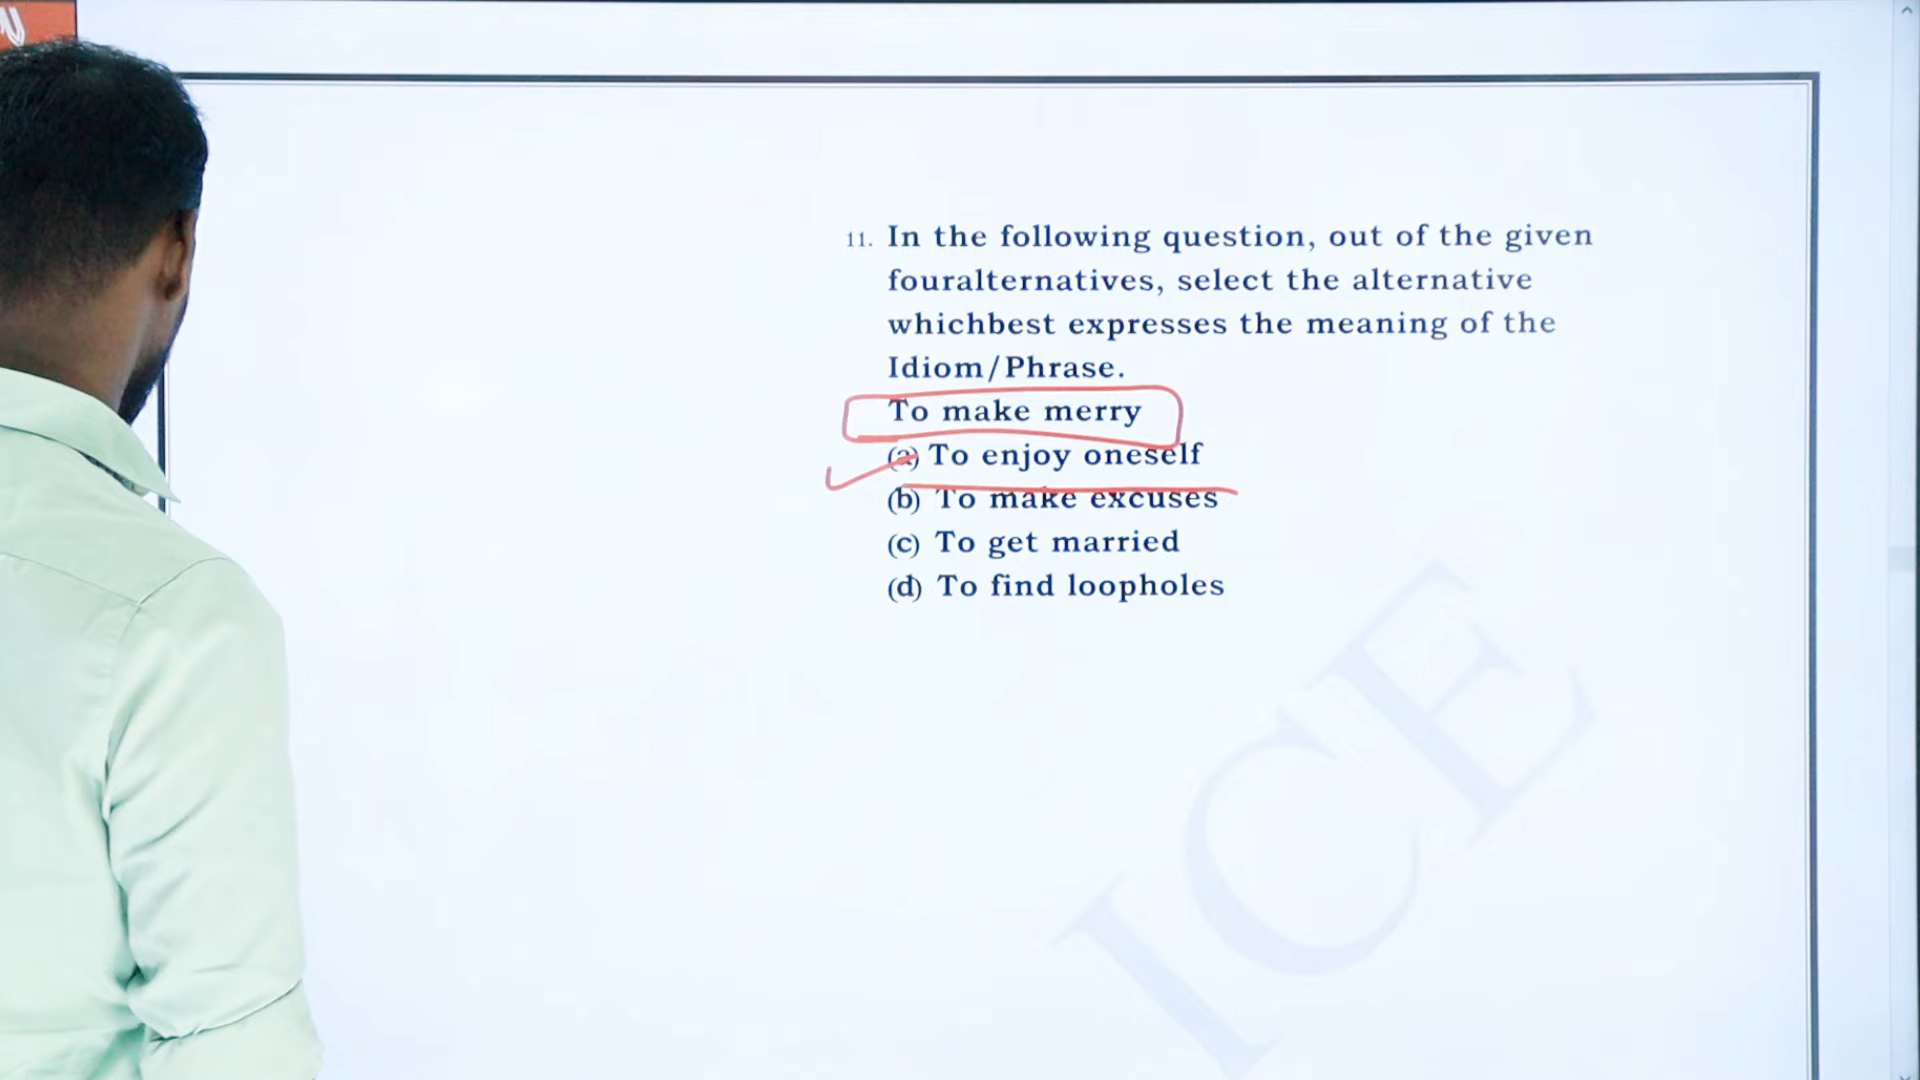 11. In the following question, out of the given
fouralternatives, select the alternative
whichbest expresses the meaning of the
Idiom/Phrase.
To make merry
(a) To enjoy oneself
(b) To make excuses
(c) To get married
(d) To find loopholes
ICE